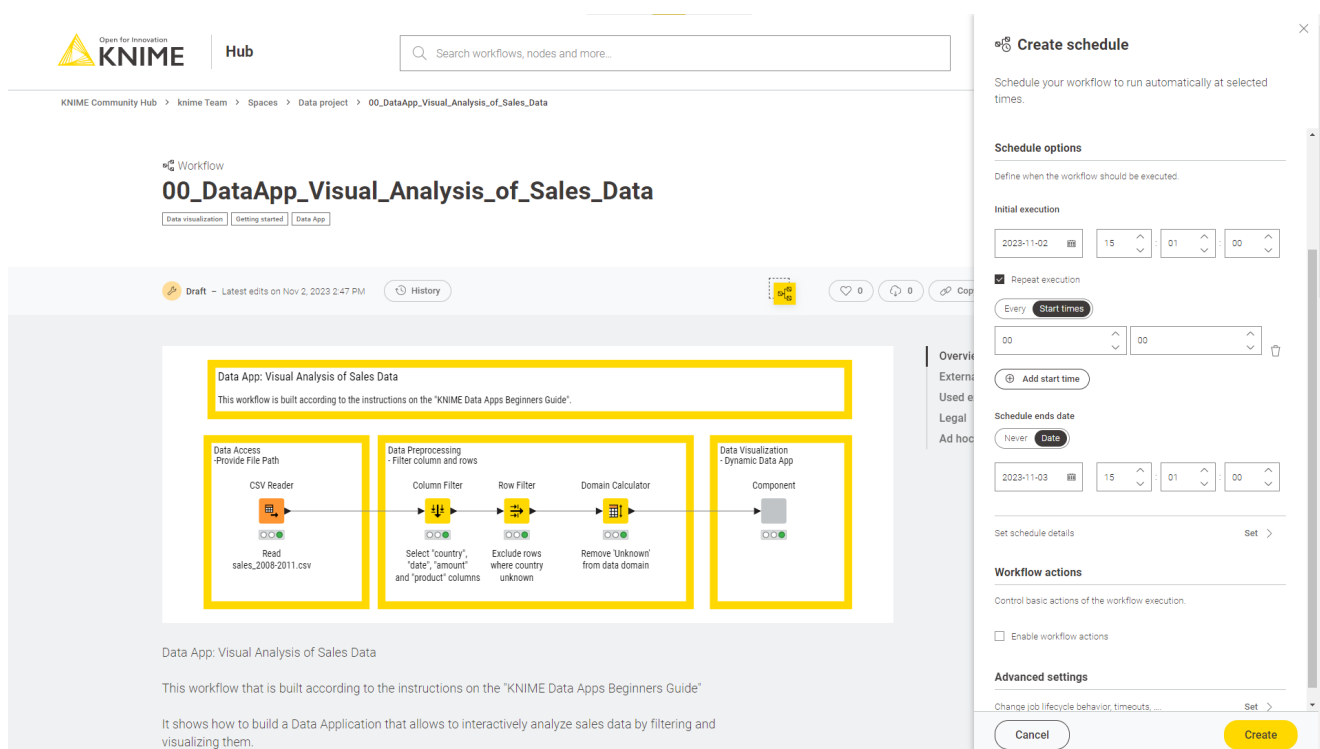 Open for Innovation
KNIME
Hub
Search workflows, nodes and more...
KNIME Community Hub > knime Team > Spaces > Data project > 00_DataApp_Visual_Analysis_of_Sales_Data
Workflow
00_DataApp_Visual_Analysis_of_Sales_Data
Data visualization Getting started Data App
Draft – Latest edits on Nov 2, 2023 2:47 PM
History
0 0 Cop
Data App: Visual Analysis of Sales Data
This workflow is built according to the instructions on the "KNIME Data Apps Beginners Guide".
Data Access
-Provide File Path
CSV Reader
Read
sales_2008-2011.csv
Data Preprocessing
- Filter column and rows
Column Filter
Select "country",
"date", "amount"
and "product" columns
Row Filter
Exclude rows
where country
unknown
Domain Calculator
Remove 'Unknown'
from data domain
Data Visualization
- Dynamic Data App
Component
Overvie
Externa
Used e
Legal
Ad hoc
Data App: Visual Analysis of Sales Data
This workflow that is built according to the instructions on the "KNIME Data Apps Beginners Guide"
It shows how to build a Data Application that allows to interactively analyze sales data by filtering and
visualizing them.
Create schedule
Schedule your workflow to run automatically at selected
times.
Schedule options
Define when the workflow should be executed.
Initial execution
2023-11-02 15 : 01 : 00
Repeat execution
Every Start times
00 00
Add start time
Schedule ends date
Never Date
2023-11-03 15 : 01 : 00
Set schedule details Set >
Workflow actions
Control basic actions of the workflow execution.
Enable workflow actions
Advanced settings
Change job lifecycle behavior, timeouts, .... Set >
Cancel Create